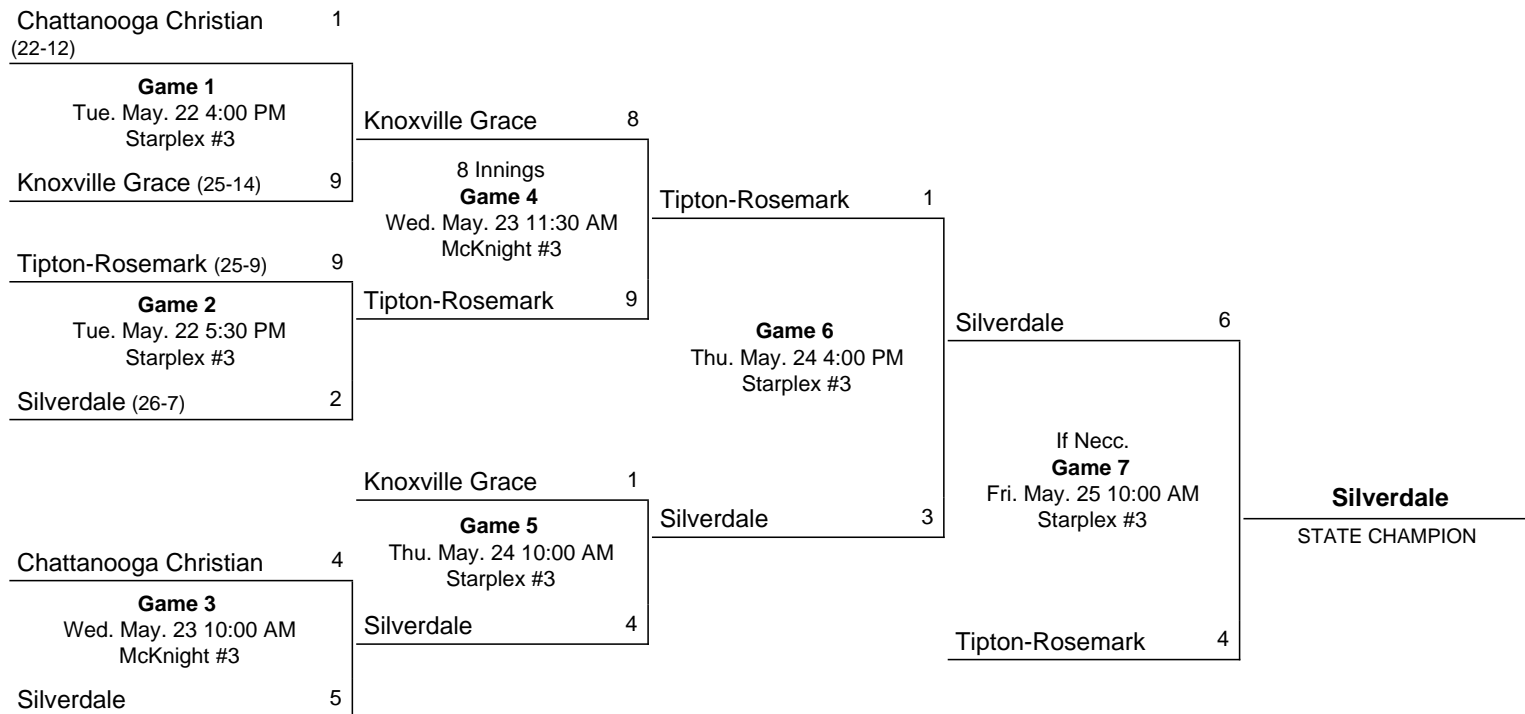 Chattanooga Christian 1
(22-12)
Game 1
Tue. May. 22 4:00 PM
Starplex #3
Knoxville Grace (25-14) 9
Tipton-Rosemark (25-9) 9
Game 2
Tue. May. 22 5:30 PM
Starplex #3
Silverdale (26-7) 2
Chattanooga Christian 4
Game 3
Wed. May. 23 10:00 AM
McKnight #3
Silverdale 5
Knoxville Grace 8
8 Innings
Game 4
Wed. May. 23 11:30 AM
McKnight #3
Tipton-Rosemark 9
Knoxville Grace 1
Game 5
Thu. May. 24 10:00 AM
Starplex #3
Silverdale 4
Tipton-Rosemark 1
Game 6
Thu. May. 24 4:00 PM
Starplex #3
Silverdale 3
Silverdale 6
If Necc.
Game 7
Fri. May. 25 10:00 AM
Starplex #3
Tipton-Rosemark 4
Silverdale
STATE CHAMPION